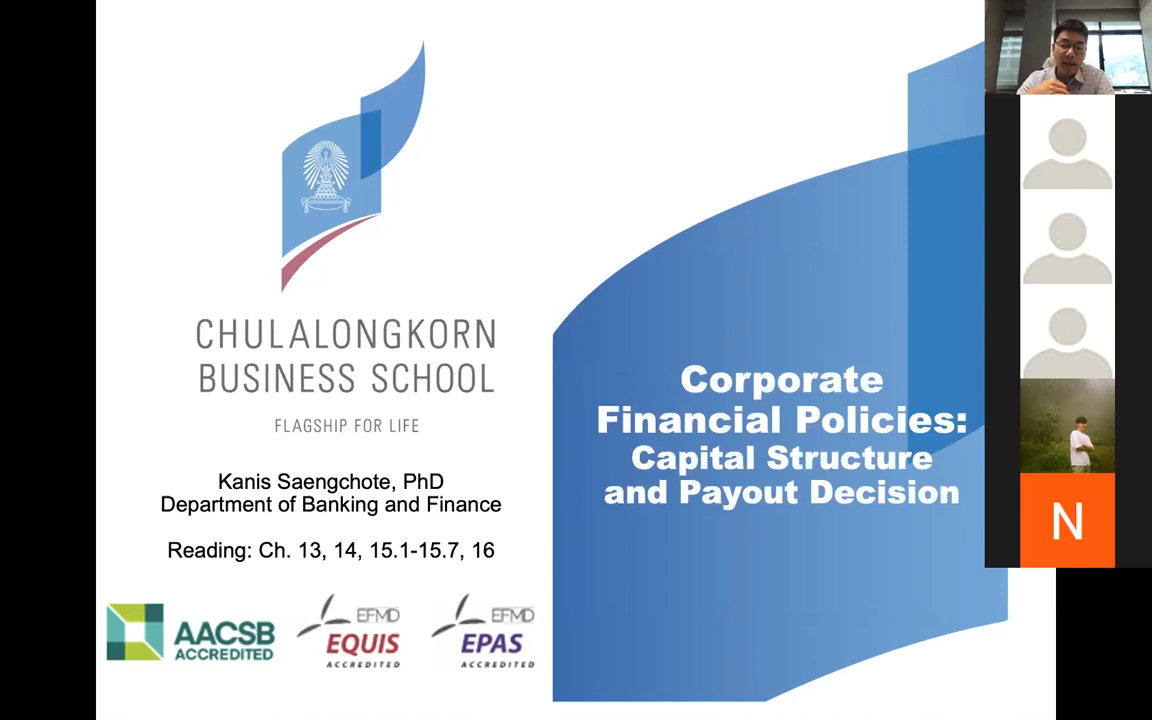 CHULALONGKORN
BUSINESS SCHOOL
FLAGSHIP FOR LIFE
Kanis Saengchote, PhD
Department of Banking and Finance
Reading: Ch. 13, 14, 15.1-15.7, 16
AACSB
ACCREDITED
EFMD
EQUIS
ACCREDITED
EFMD
EPAS
ACCREDITED
Corporate
Financial Policies:
Capital Structure
and Payout Decision
N